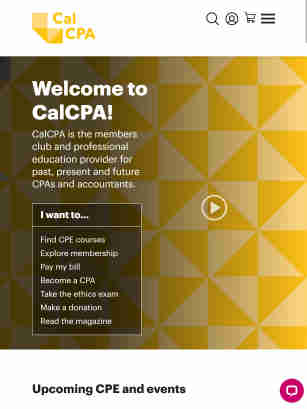 Cal
CPA
Welcome to
CalCPA!
CalCPA is the members
club and professional
education provider for
past, present and future
CPAs and accountants.
I want to...
Find CPE courses
Explore membership
Pay my bill
Become a CPA
Take the ethics exam
Make a donation
Read the magazine
Upcoming CPE and events